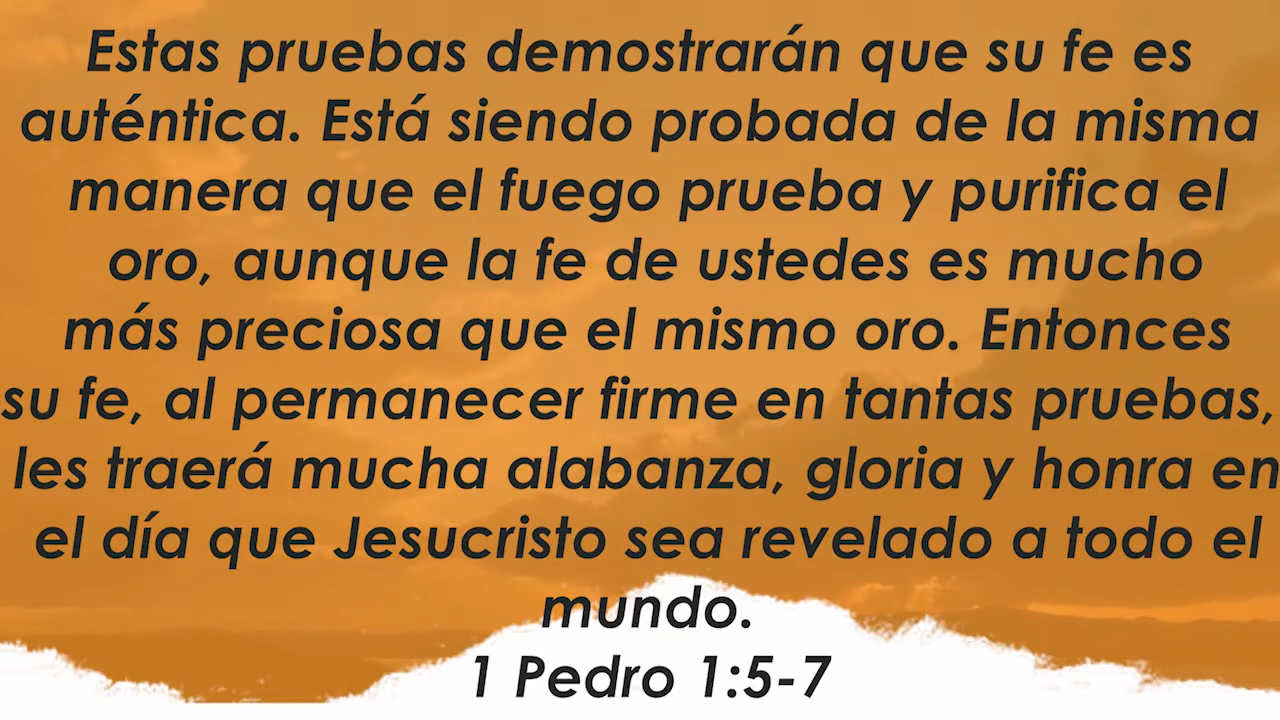 Estas pruebas demostrarán que su fe es
auténtica. Está siendo probada de la misma
manera que el fuego prueba y purifica el
oro, aunque la fe de ustedes es mucho
más preciosa que el mismo oro. Entonces
su fe, al permanecer firme en tantas pruebas,
les traerá mucha alabanza, gloria y honra en
el día que Jesucristo sea revelado a todo el
mundo.
1 Pedro 1:5-7